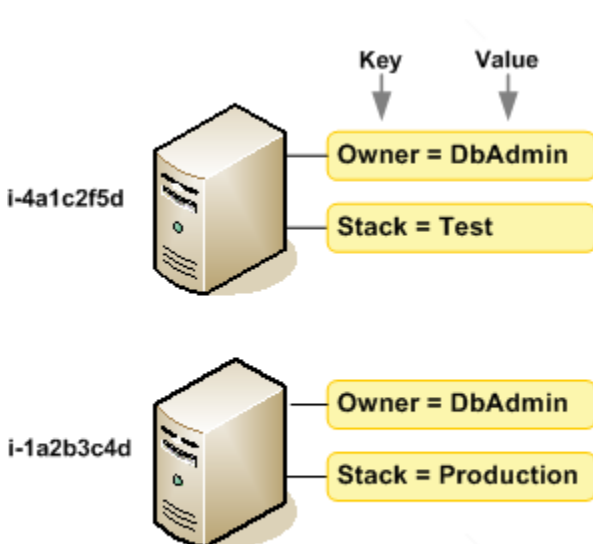 Key Value
Owner = DbAdmin
i-4a1c2f5d
Stack = Test
Owner = DbAdmin
i-1a2b3c4d
Stack = Production